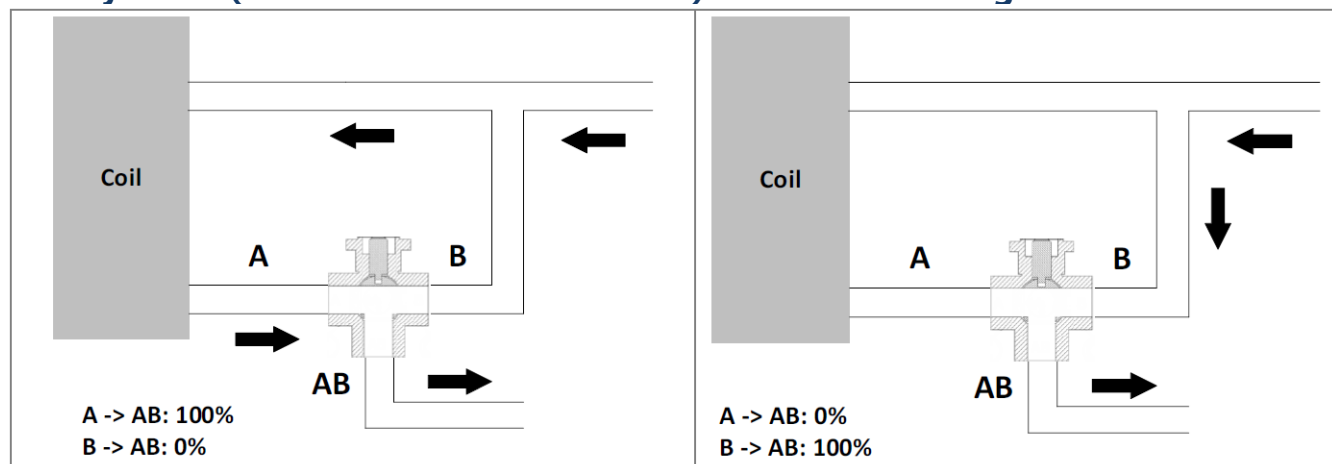 Coil
A
B
AB
A -> AB: 100%
B -> AB: 0%
Coil
A
B
AB
A -> AB: 0%
B -> AB: 100%